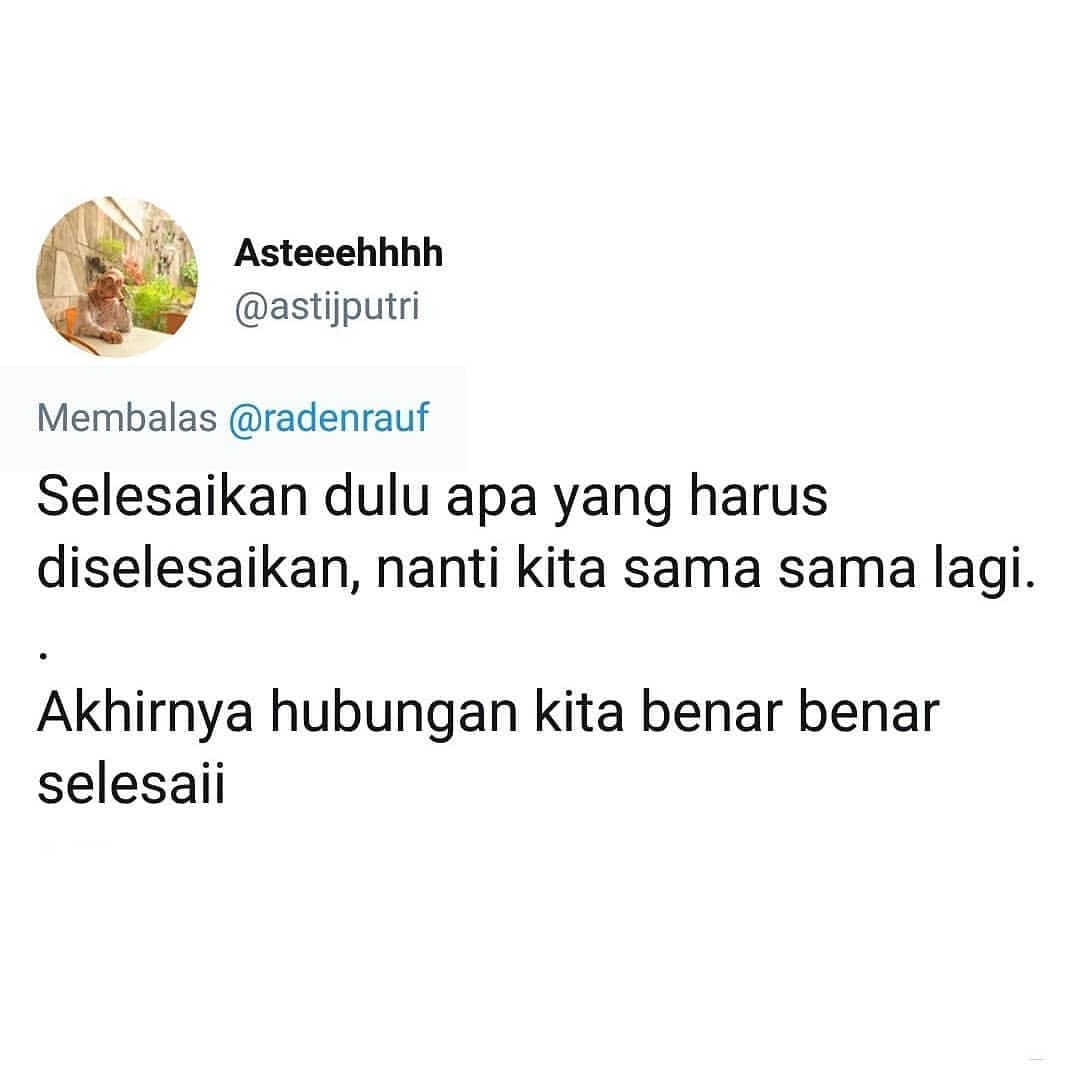 Asteeehhhh
@astijputri
Membalas @radenrauf
Selesaikan dulu apa yang harus
diselesaikan, nanti kita sama sama lagi.
.
Akhirnya hubungan kita benar benar
selesaii